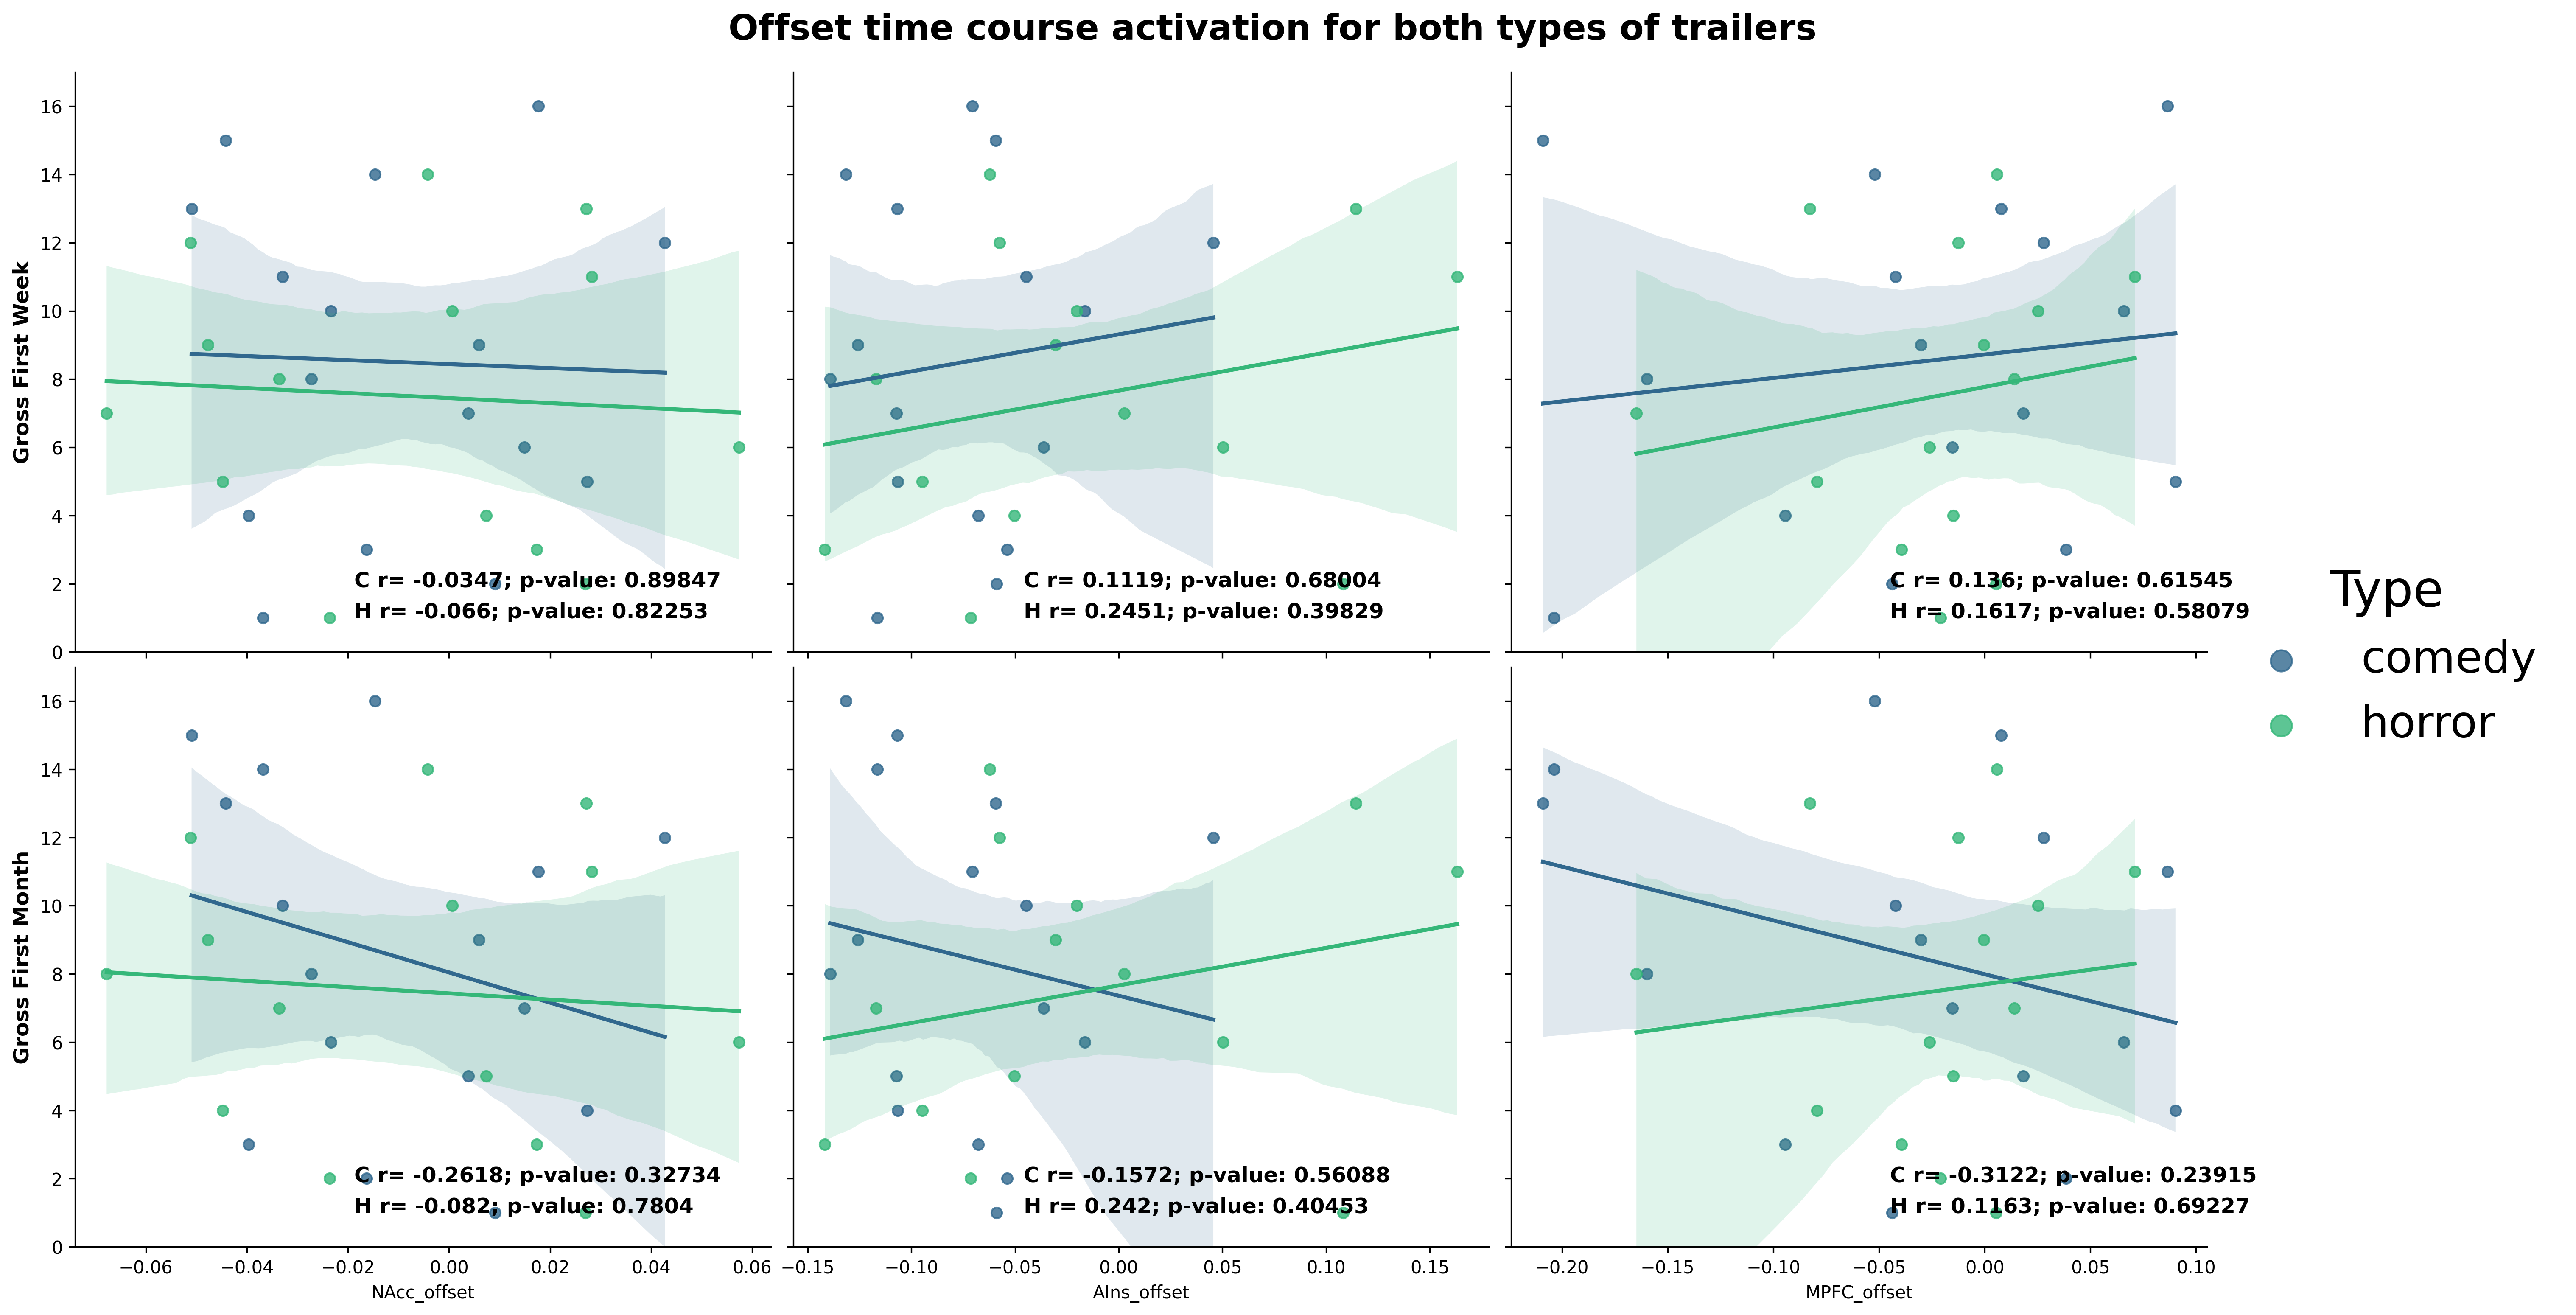 Offset time course activation for both types of trailers
Gross First Week
16
14
12
10
8
6
4
2
0
C r= -0.0347; p-value: 0.89847
H r= -0.066; p-value: 0.82253
C r= 0.1119; p-value: 0.68004
H r= 0.2451; p-value: 0.39829
C r= 0.136; p-value: 0.61545
H r= 0.1617; p-value: 0.58079
Type
comedy
horror
Gross First Month
16
14
12
10
8
6
4
2
0
C r= -0.2618; p-value: 0.32734
H r= -0.082; p-value: 0.7804
C r= -0.1572; p-value: 0.56088
H r= 0.242; p-value: 0.40453
C r= -0.3122; p-value: 0.23915
H r= 0.1163; p-value: 0.69227
−0.06 −0.04 −0.02 0.00 0.02 0.04 0.06
NAcc_offset
−0.15 −0.10 −0.05 0.00 0.05 0.10 0.15
AIns_offset
−0.20 −0.15 −0.10 −0.05 0.00 0.05 0.10
MPFC_offset